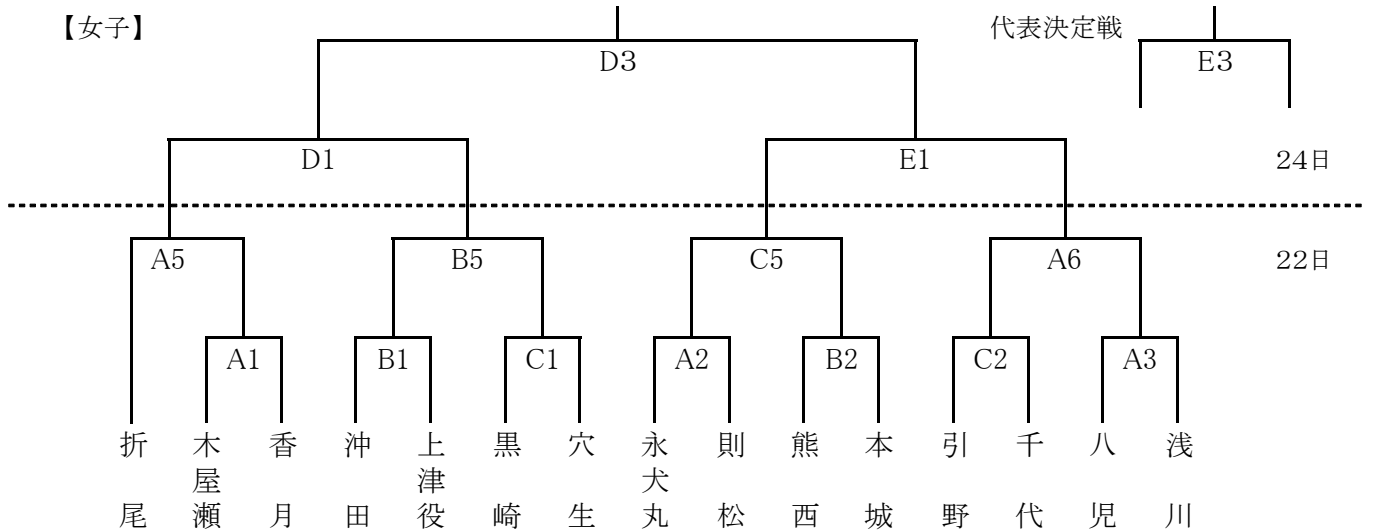 【女子】
代表決定戦
D3
E3
D1
E1
24日
A5
B5
C5
A6
22日
A1
B1
C1
A2
B2
C2
A3
折尾
木屋瀬
香月
沖田
上津役
黒崎
穴生
永犬丸
則松
熊西
本城
引野
千代
八児
浅川